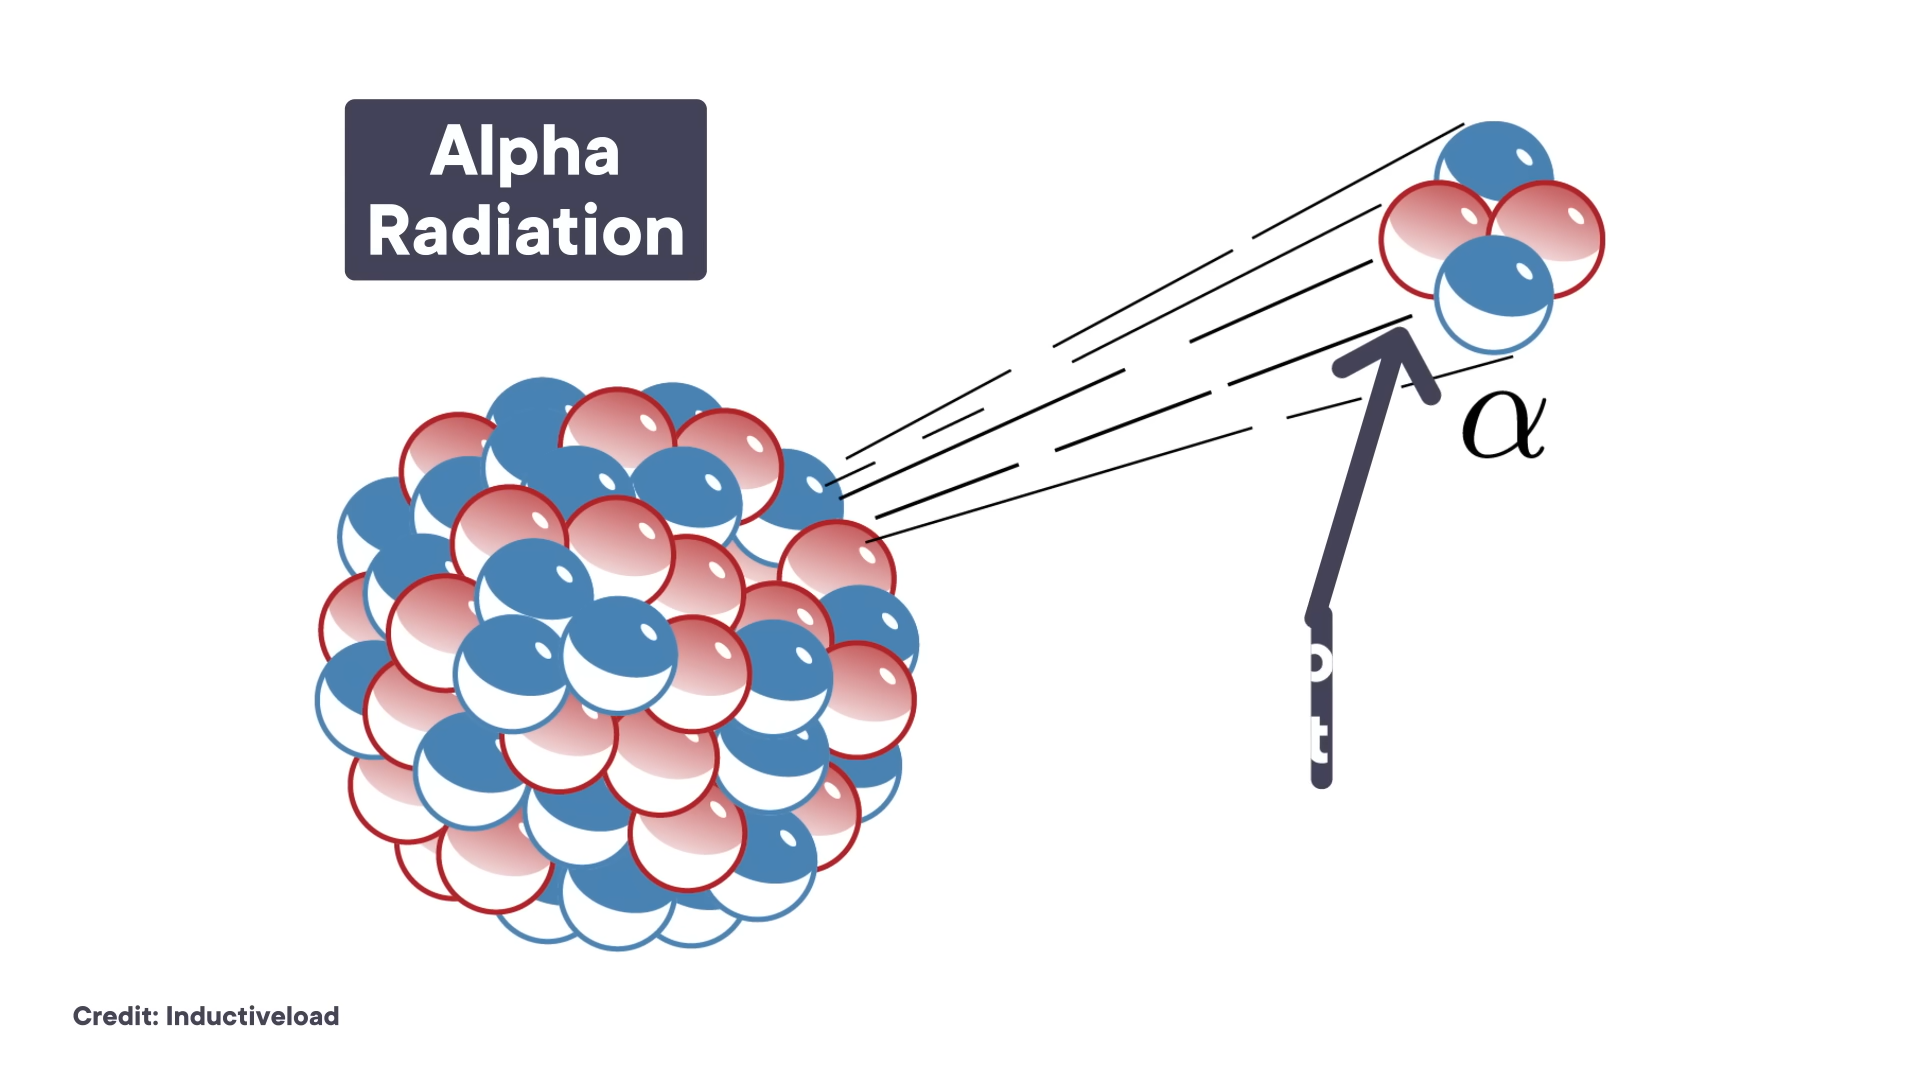 Alpha
Radiation
α
o
t
Credit: Inductiveload